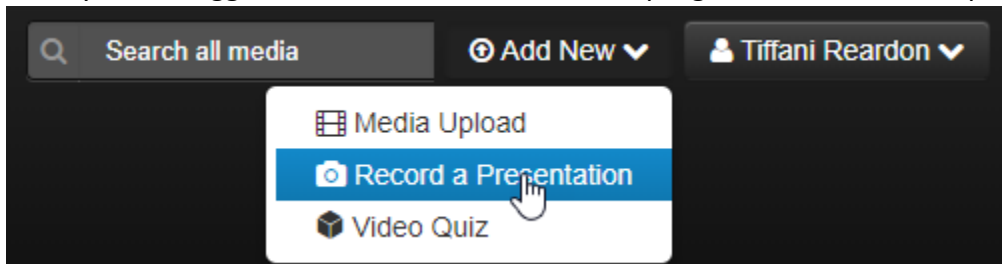 Search all media
Add New
Tiffani Reardon
Media Upload
Record a Presentation
Video Quiz